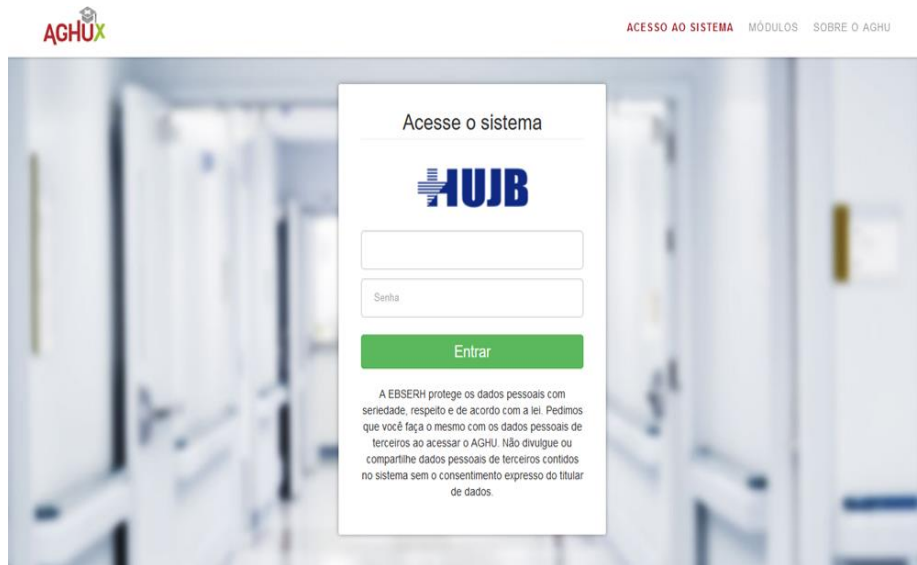 AGHUX
ACESSO AO SISTEMA MÓDULOS SOBRE O AGHU
Acesse o sistema
HUJB
Senha
Entrar
A EBSERH protege os dados pessoais com
seriedade, respeito e de acordo com a lei. Pedimos
que você faça o mesmo com os dados pessoais de
terceiros ao acessar o AGHU. Não divulgue ou
compartilhe dados pessoais de terceiros contidos
no sistema sem o consentimento expresso do titular
de dados.